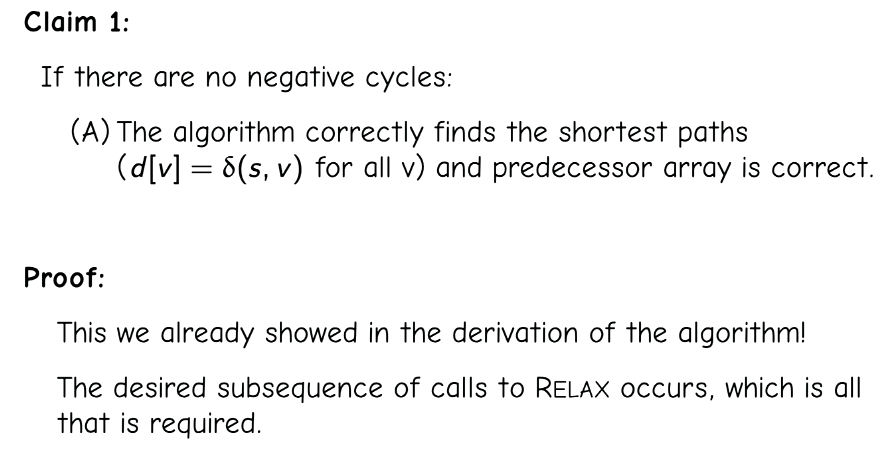 Claim 1:
If there are no negative cycles:
(A) The algorithm correctly finds the shortest paths
(d[v] = δ(s, v) for all v) and predecessor array is correct.
Proof:
This we already showed in the derivation of the algorithm!
The desired subsequence of calls to RELAX occurs, which is all
that is required.